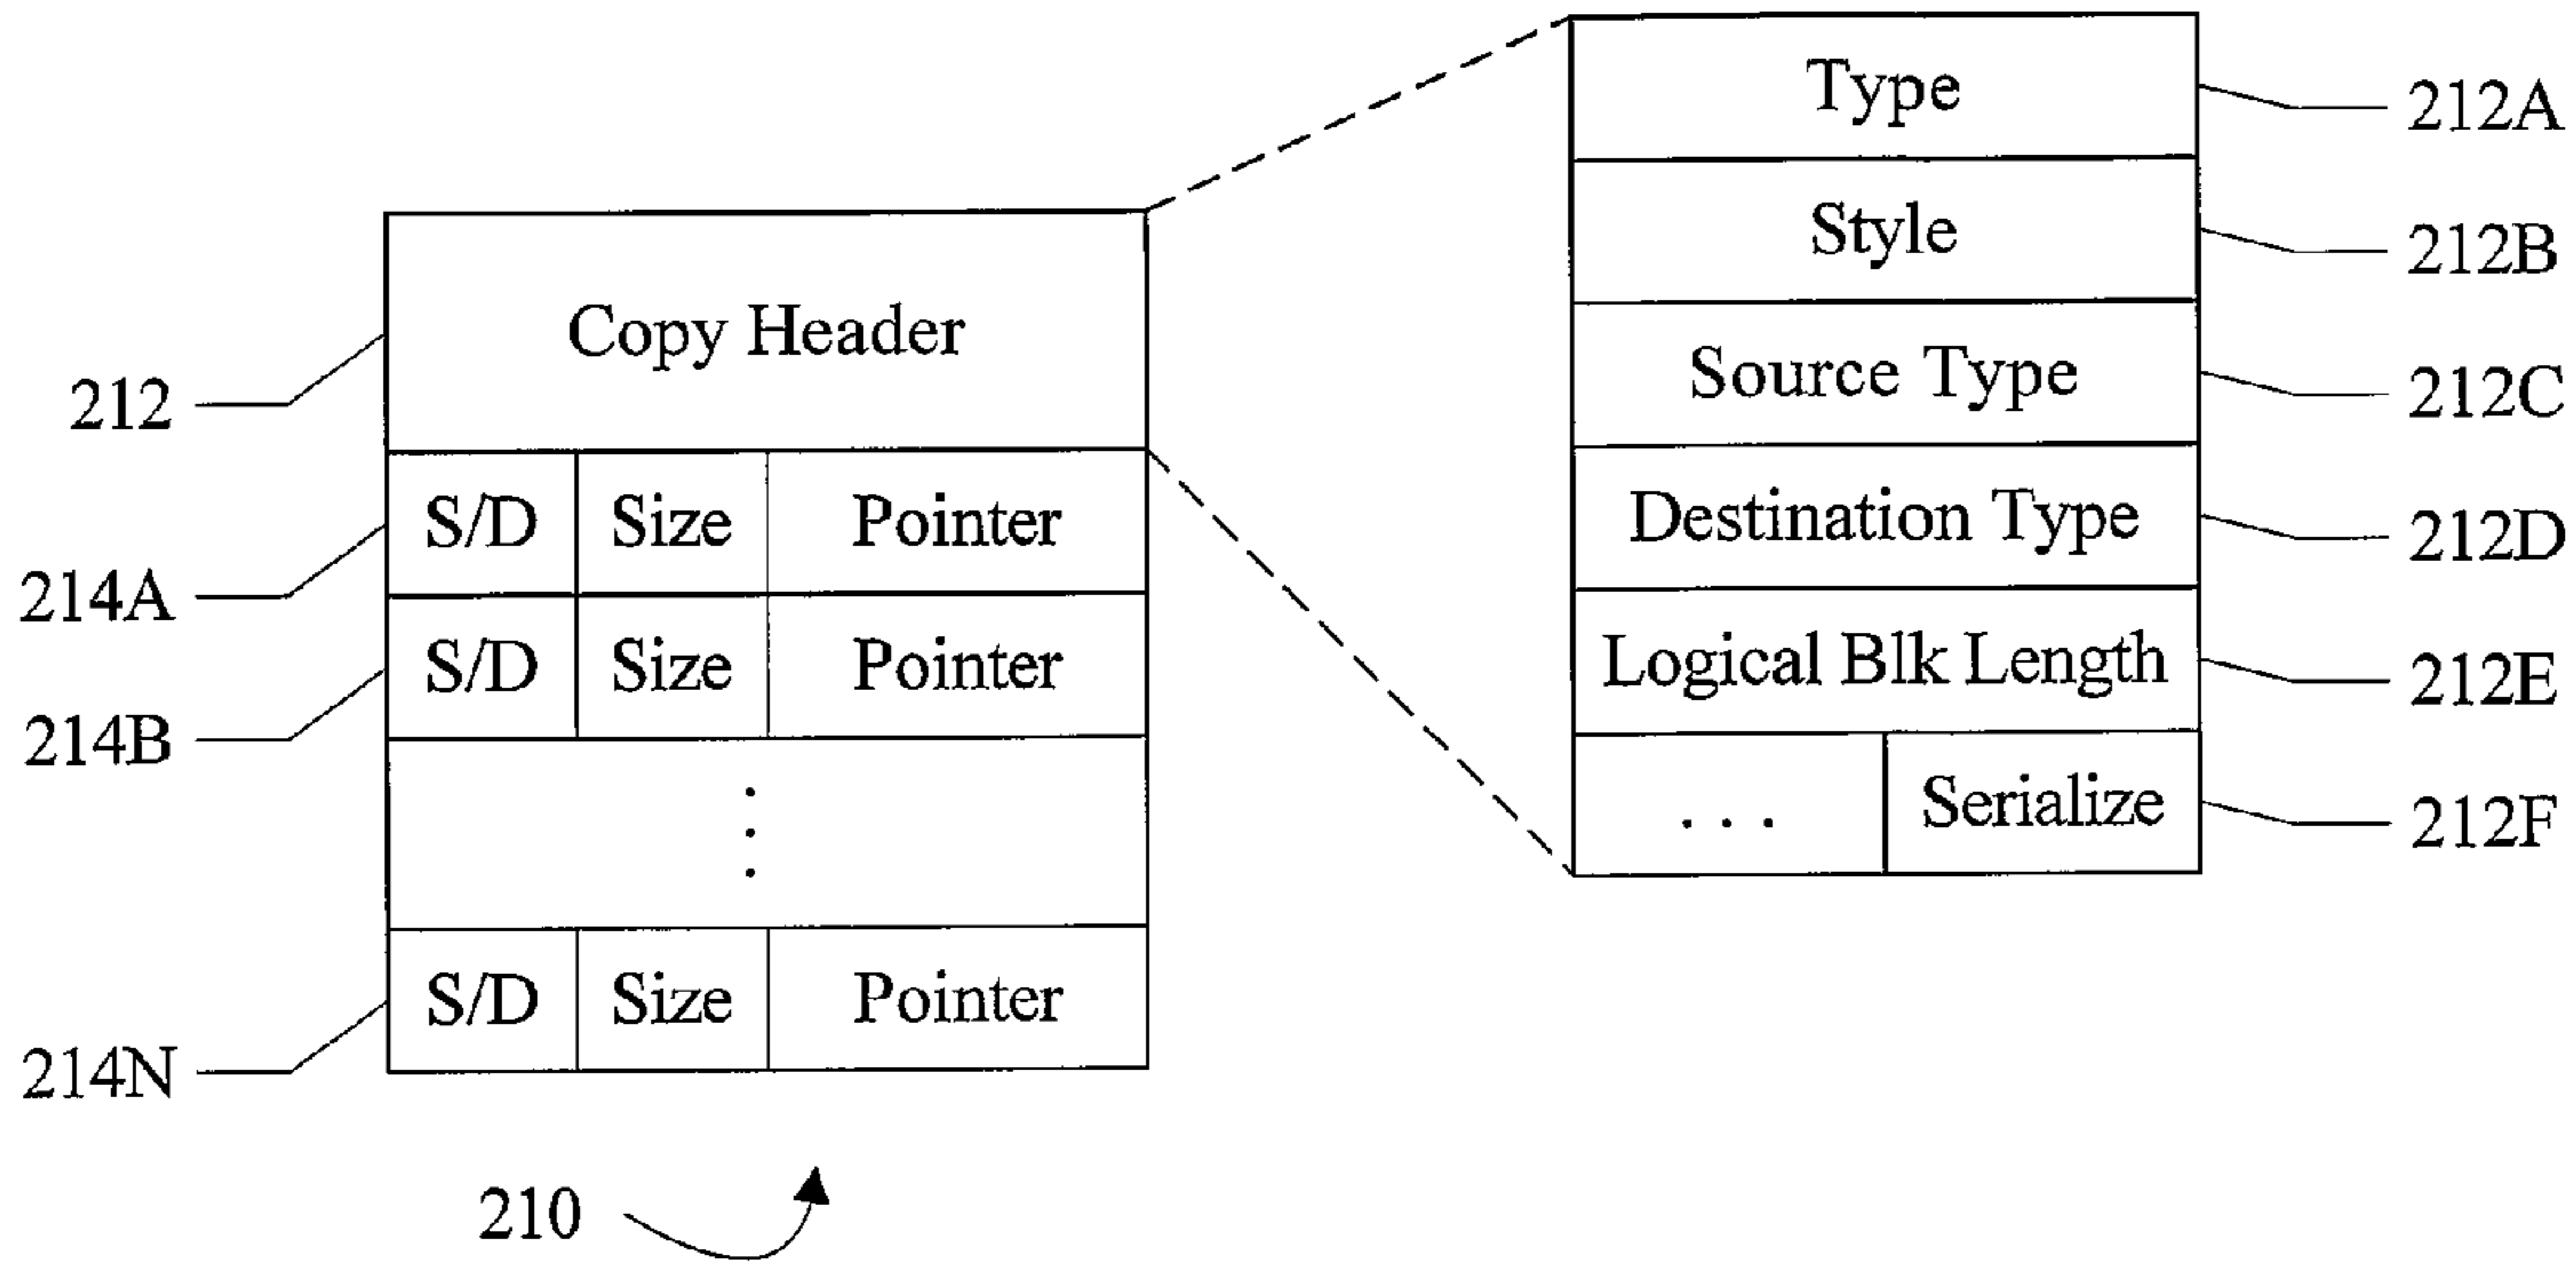 Copy Header
212
S/D Size Pointer
214A
S/D Size Pointer
214B
S/D Size Pointer
214N
210
Type
212A
Style
212B
Source Type
212C
Destination Type
212D
Logical Blk Length
212E
. . . Serialize
212F